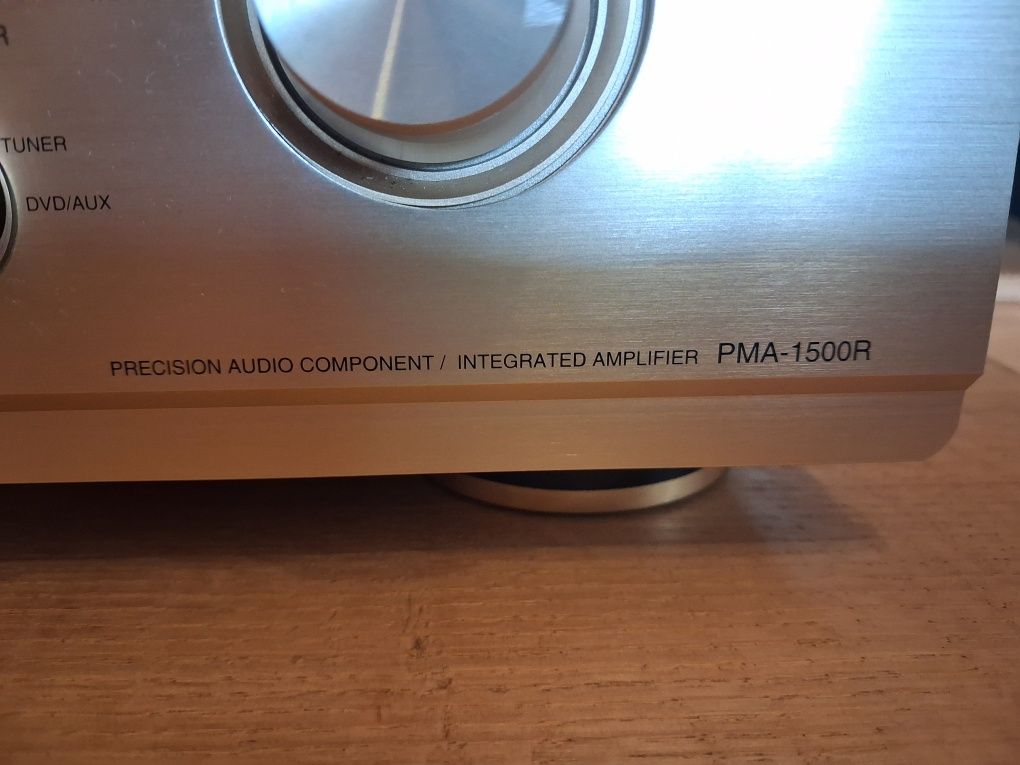 TUNER
DVD/AUX
PRECISION AUDIO COMPONENT / INTEGRATED AMPLIFIER PMA-1500R